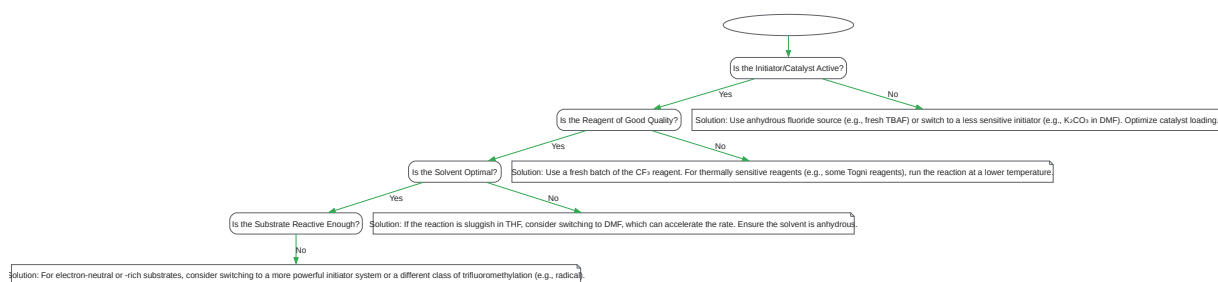 Is the Initiator/Catalyst Active?
Yes
No
Is the Reagent of Good Quality?
Solution: Use anhydrous fluoride source (e.g., fresh TBAF) or switch to a less sensitive initiator (e.g., K₂CO₃ in DMF). Optimize catalyst loading.
Yes
No
Is the Solvent Optimal?
Solution: Use a fresh batch of the CF₃ reagent. For thermally sensitive reagents (e.g., some Togni reagents), run the reaction at a lower temperature.
Yes
No
Is the Substrate Reactive Enough?
Solution: If the reaction is sluggish in THF, consider switching to DMF, which can accelerate the rate. Ensure the solvent is anhydrous.
No
Solution: For electron-neutral or -rich substrates, consider switching to a more powerful initiator system or a different class of trifluoromethylation (e.g., radical).